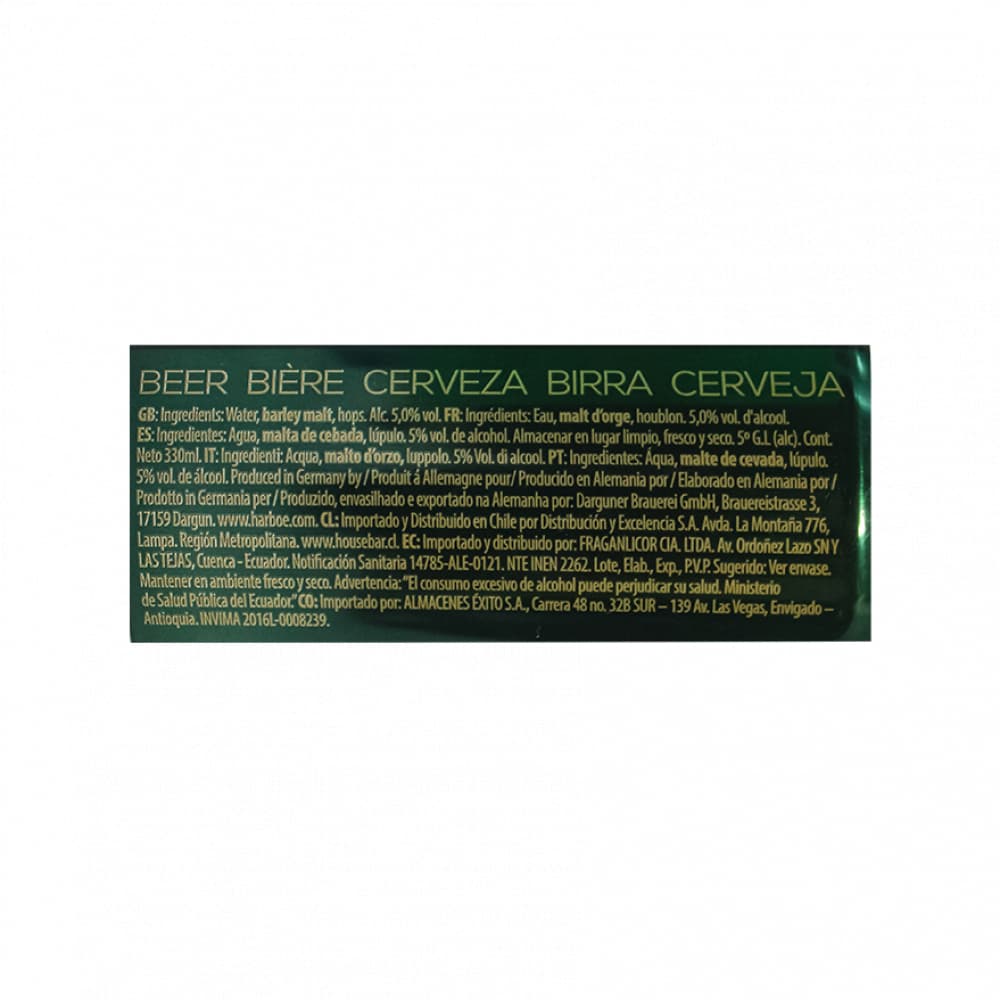 BEER BIÈRE CERVEZA BIRRA CERVEJA
GB: Ingredients: Water, barley malt, hops. Alc. 5,0% vol. FR: Ingrédients: Eau, malt d'orge, houblon. 5,0% vol. d'alcool.
ES: Ingredientes: Agua, malta de cebada, lúpulo. 5% vol. de alcohol. Almacenar en lugar limpio, fresco y seco. 5º G.L (alc). Cont.
Neto 330ml. IT: Ingredienti: Acqua, malto d'orzo, luppolo. 5% Vol. di alcool. PT: Ingredientes: Água, malte de cevada, lúpulo.
5% vol. de álcool. Produced in Germany by / Produit á Allemagne pour/ Producido en Alemania por / Elaborado en Alemania por /
Prodotto in Germania per / Produzido, envasilhado e exportado na Alemanha por: Darguner Brauerei GmbH, Brauereistrasse 3,
17159 Dargun. www.harboe.com. CL: Importado y Distribuido en Chile por Distribución y Excelencia S.A. Avda. La Montaña 776,
Lampa. Región Metropolitana. www.housebar.cl. EC: Importado y distribuido por: FRAGANLICOR CIA. LTDA. Av. Ordoñez Lazo SN Y
LAS TEJAS, Cuenca - Ecuador. Notificación Sanitaria 14785-ALE-0121. NTE INEN 2262. Lote, Elab., Exp., P.V.P. Sugerido: Ver envase.
Mantener en ambiente fresco y seco. Advertencia: "El consumo excesivo de alcohol puede perjudicar su salud. Ministerio
de Salud Pública del Ecuador." CO: Importado por: ALMACENES ÉXITO S.A., Carrera 48 no. 32B SUR – 139 Av. Las Vegas, Envigado –
Antioquia. INVIMA 2016L-0008239.